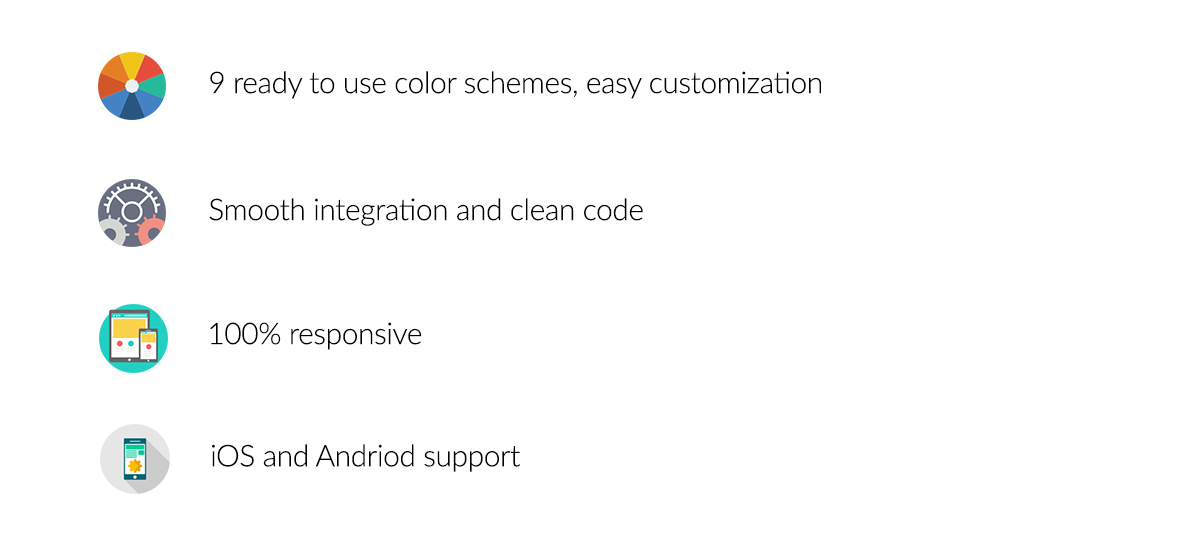 9 ready to use color schemes, easy customization
Smooth integration and clean code
100% responsive
iOS and Andriod support